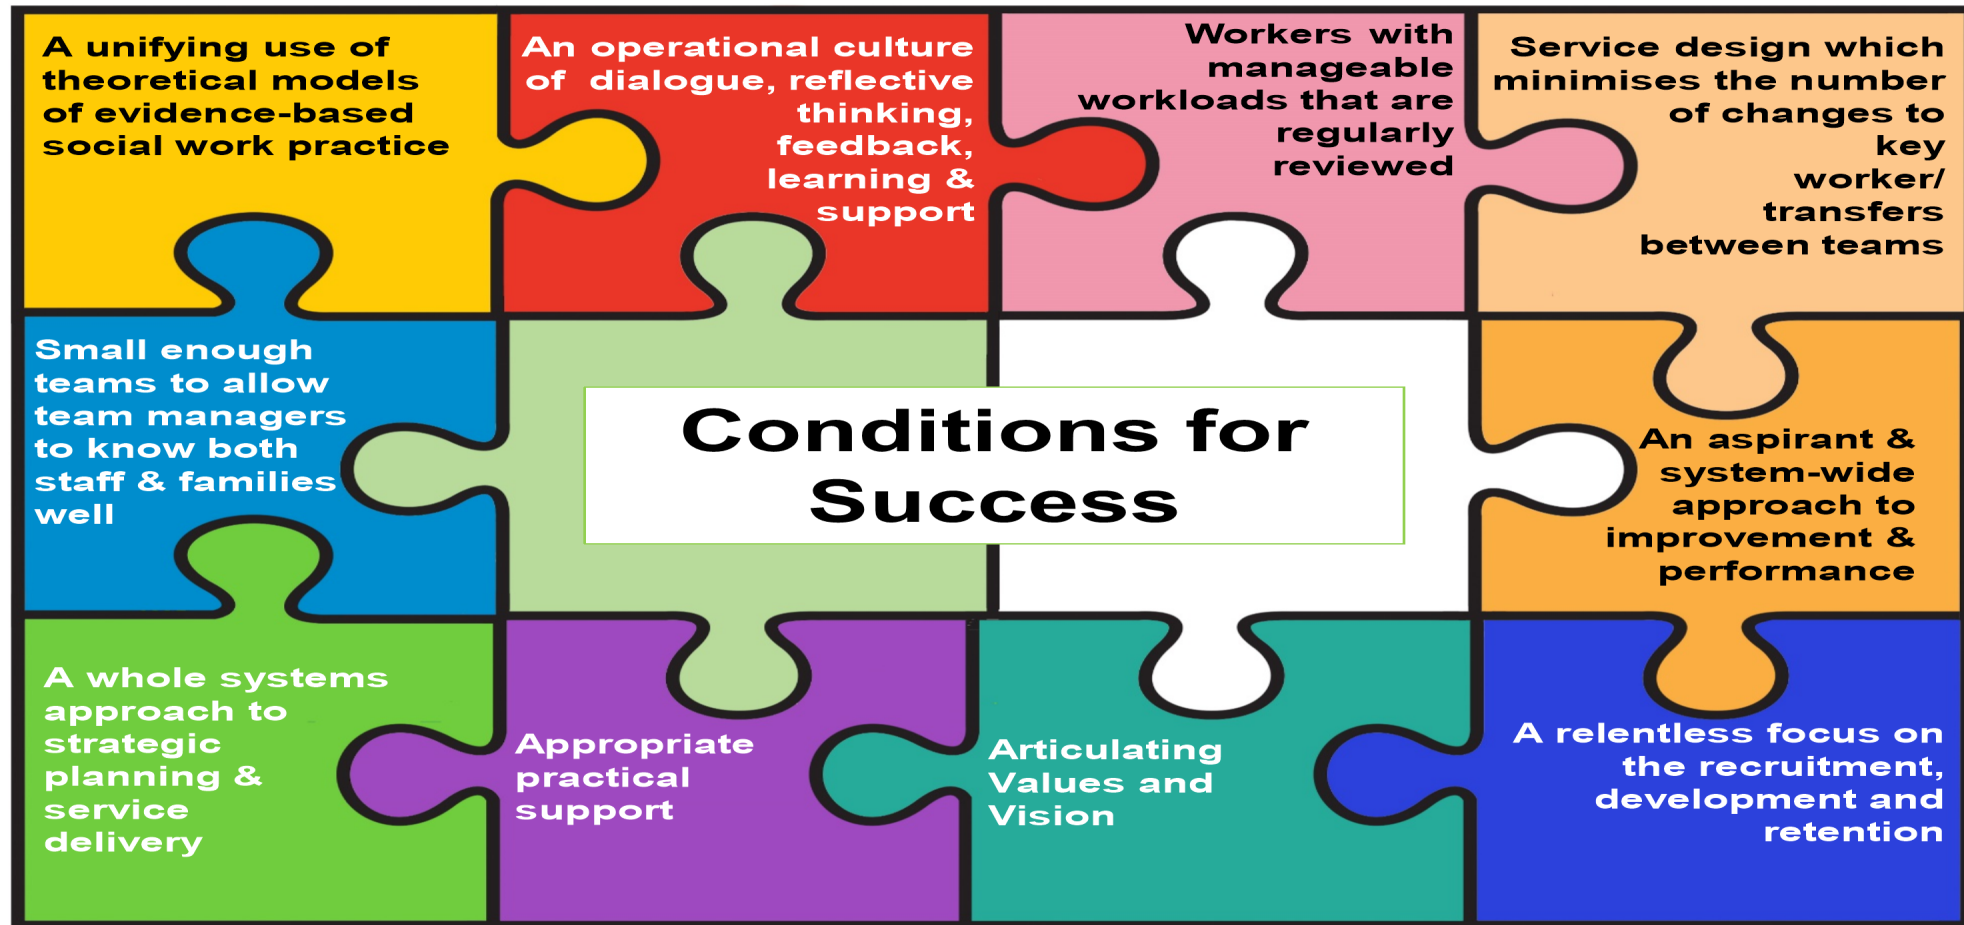 A unifying use of
theoretical models
of evidence-based
social work practice
An operational culture
of dialogue, reflective
thinking,
feedback,
learning &
support
Workers with
manageable
workloads that are
regularly
reviewed
Service design which
minimises the number
of changes to
key
worker/
transfers
between teams
Small enough
teams to allow
team managers
to know both
staff & families
well
Conditions for
Success
An aspirant &
system-wide
approach to
improvement &
performance
A whole systems
approach to
strategic
planning &
service
delivery
Appropriate
practical
support
Articulating
Values and
Vision
A relentless focus on
the recruitment,
development and
retention